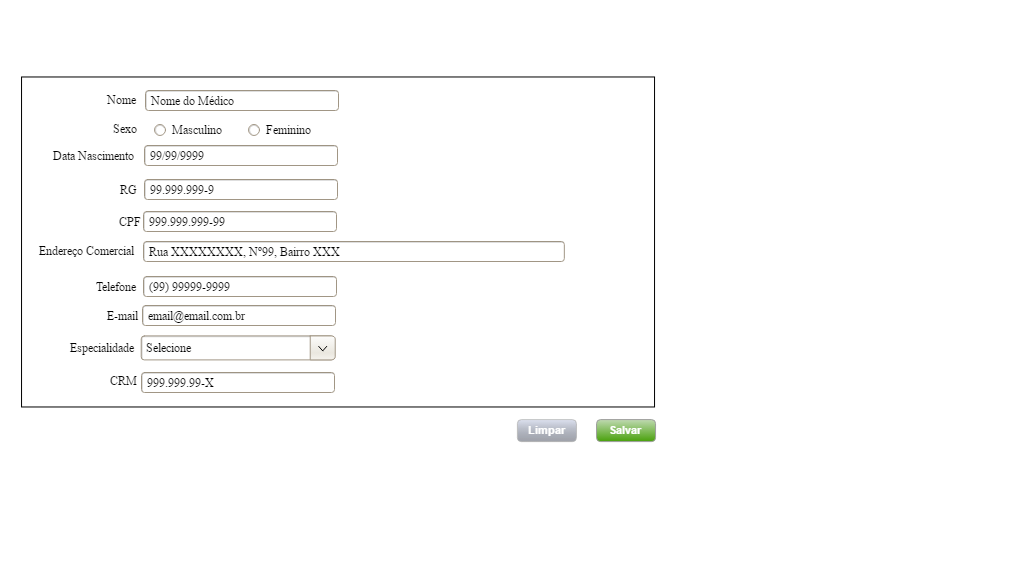 Nome Nome do Médico
Sexo Masculino Feminino
Data Nascimento 99/99/9999
RG 99.999.999-9
CPF 999.999.999-99
Endereço Comercial Rua XXXXXXXX, Nº99, Bairro XXX
Telefone (99) 99999-9999
E-mail email@email.com.br
Especialidade Selecione
CRM 999.999.99-X
Limpar Salvar